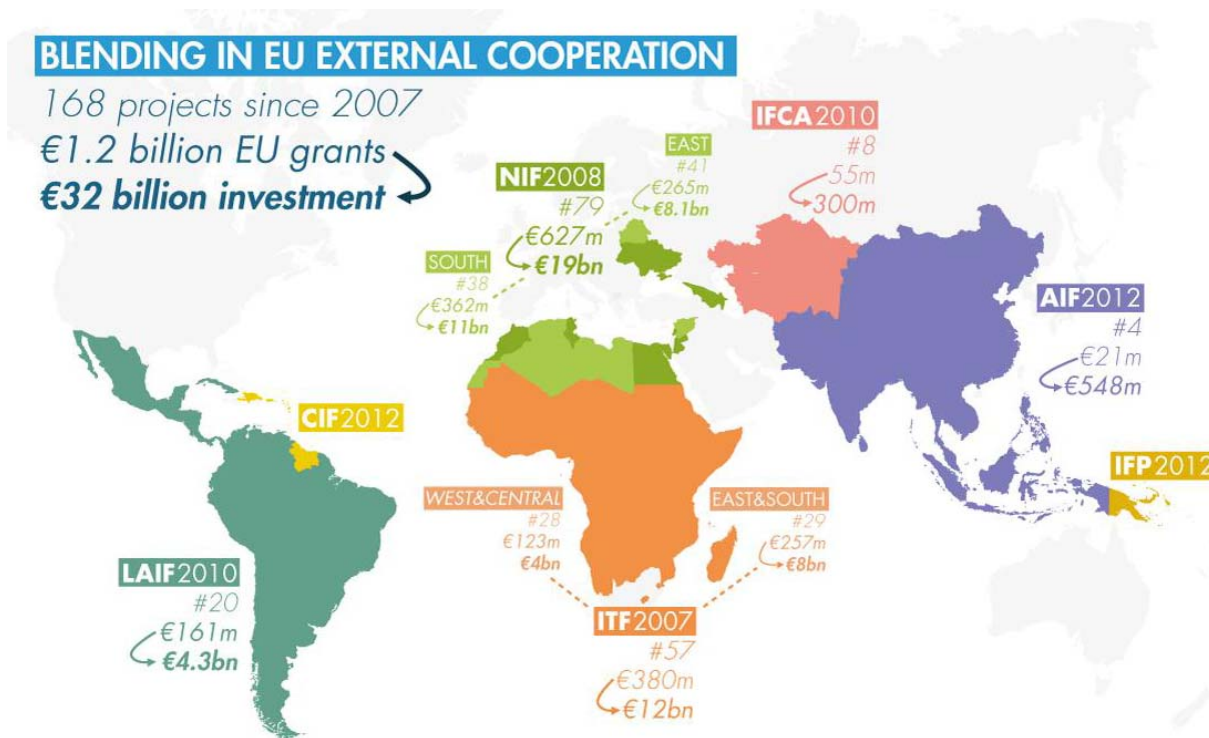 BLENDING IN EU EXTERNAL COOPERATION
168 projects since 2007
€1.2 billion EU grants
€32 billion investment
NIF2008
#79
€627m
€19bn
EAST
#41
€265m
€8.1bn
SOUTH
#38
€362m
€11bn
IFCA2010
#8
55m
300m
AIF2012
#4
€21m
€548m
CIF2012
IFP2012
LAIF2010
#20
€161m
€4.3bn
WEST&CENTRAL
#28
€123m
€4bn
EAST&SOUTH
#29
€257m
€8bn
ITF2007
#57
€380m
€12bn